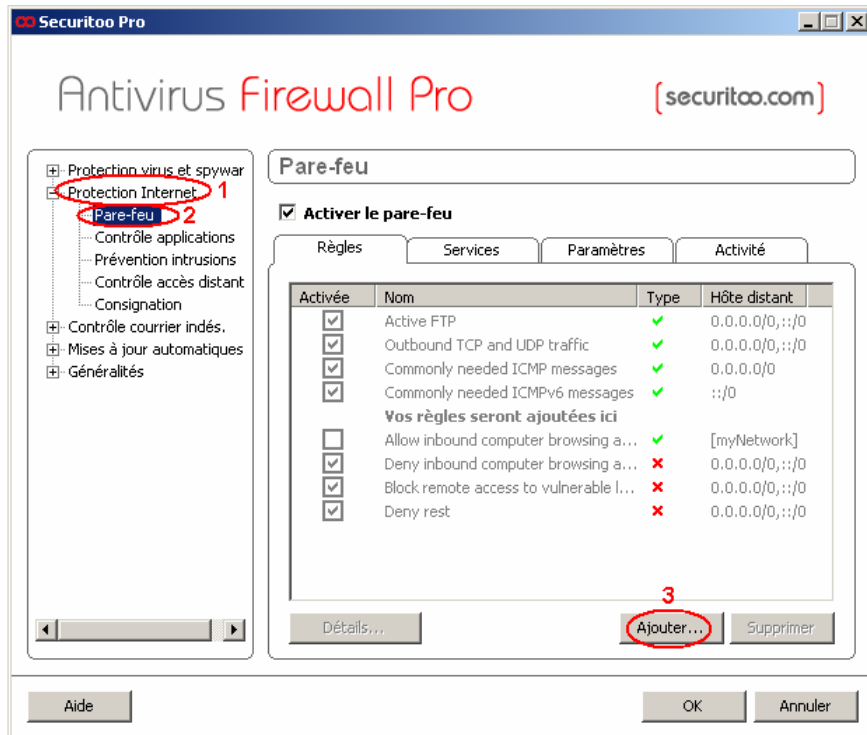 Securitoo Pro
Antivirus Firewall Pro
[securitoo.com]
Protection virus et spywar
Protection Internet 1
Pare-feu 2
Contrôle applications
Prévention intrusions
Contrôle accès distant
Consignation
Contrôle courrier indés.
Mises à jour automatiques
Généralités
Pare-feu
Activer le pare-feu
Règles Services Paramètres Activité
Activée Nom Type Hôte distant
Active FTP 0.0.0.0/0,::/0
Outbound TCP and UDP traffic 0.0.0.0/0,::/0
Commonly needed ICMP messages 0.0.0.0/0
Commonly needed ICMPv6 messages ::/0
Vos règles seront ajoutées ici
Allow inbound computer browsing a... [myNetwork]
Deny inbound computer browsing a... 0.0.0.0/0,::/0
Block remote access to vulnerable l... 0.0.0.0/0,::/0
Deny rest 0.0.0.0/0,::/0
3
Détails... Ajouter... Supprimer
Aide OK Annuler